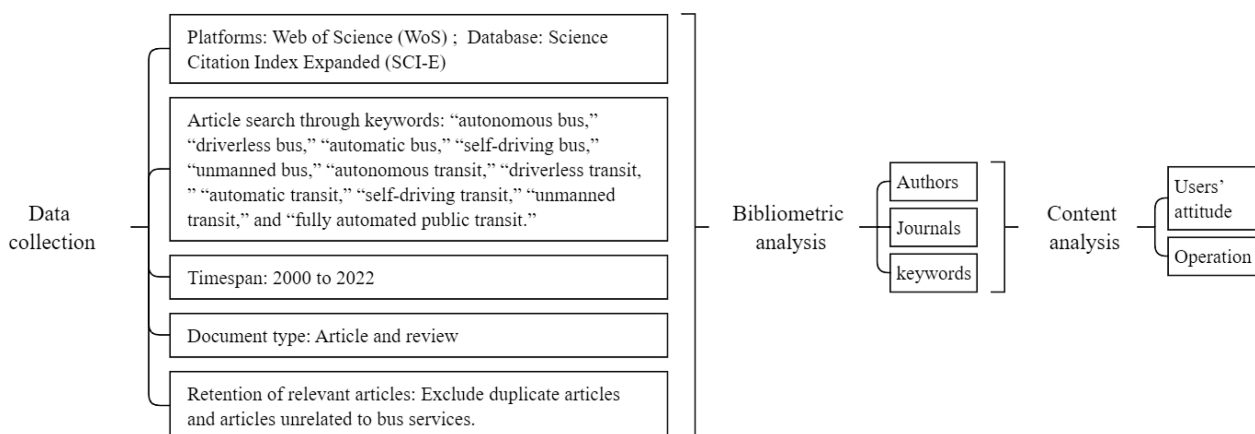 Data
collection
Platforms: Web of Science (WoS) ;  Database: Science
Citation Index Expanded (SCI-E)
Article search through keywords: “autonomous bus,”
“driverless bus,” “automatic bus,” “self-driving bus,”
“unmanned bus,” “autonomous transit,” “driverless transit,
” “automatic transit,” “self-driving transit,” “unmanned
transit,” and “fully automated public transit.”
Timespan: 2000 to 2022
Document type: Article and review
Retention of relevant articles: Exclude duplicate articles
and articles unrelated to bus services.
Bibliometric
analysis
Authors
Journals
keywords
Content
analysis
Users’
attitude
Operation